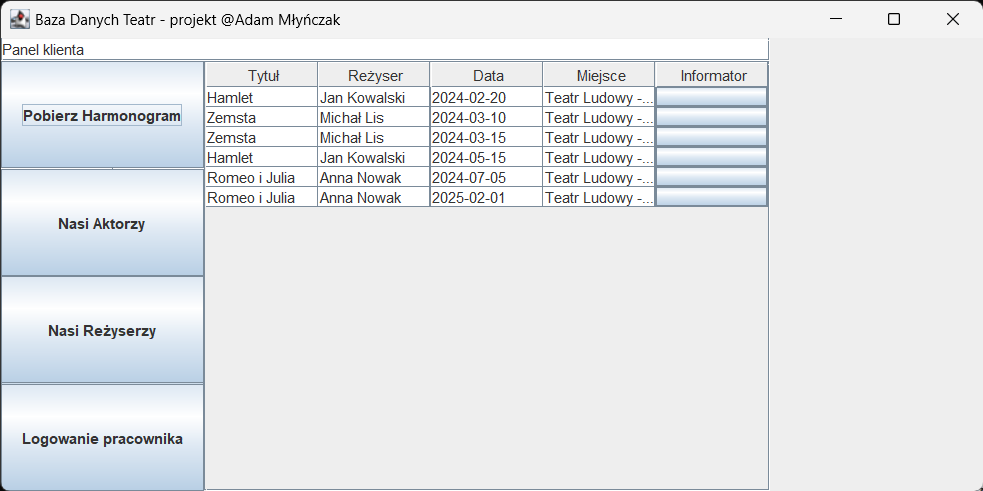 Baza Danych Teatr - projekt @Adam Młyńczak
Panel klienta
Pobierz Harmonogram
Nasi Aktorzy
Nasi Reżyserzy
Logowanie pracownika
Tytuł Reżyser Data Miejsce Informator
Hamlet Jan Kowalski 2024-02-20 Teatr Ludowy -...
Zemsta Michał Lis 2024-03-10 Teatr Ludowy -...
Zemsta Michał Lis 2024-03-15 Teatr Ludowy -...
Hamlet Jan Kowalski 2024-05-15 Teatr Ludowy -...
Romeo i Julia Anna Nowak 2024-07-05 Teatr Ludowy -...
Romeo i Julia Anna Nowak 2025-02-01 Teatr Ludowy -...